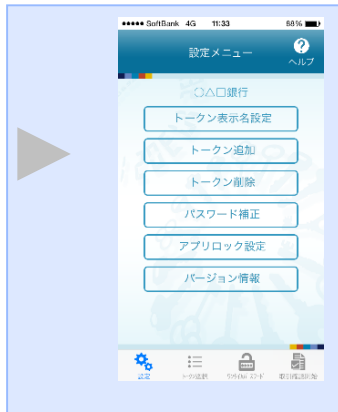 ●●●●● SoftBank 4G 11:33 58%
設定メニュー
?
ヘルプ
○△□銀行
トークン表示名設定
トークン追加
トークン削除
パスワード補正
アプリロック設定
バージョン情報
設定